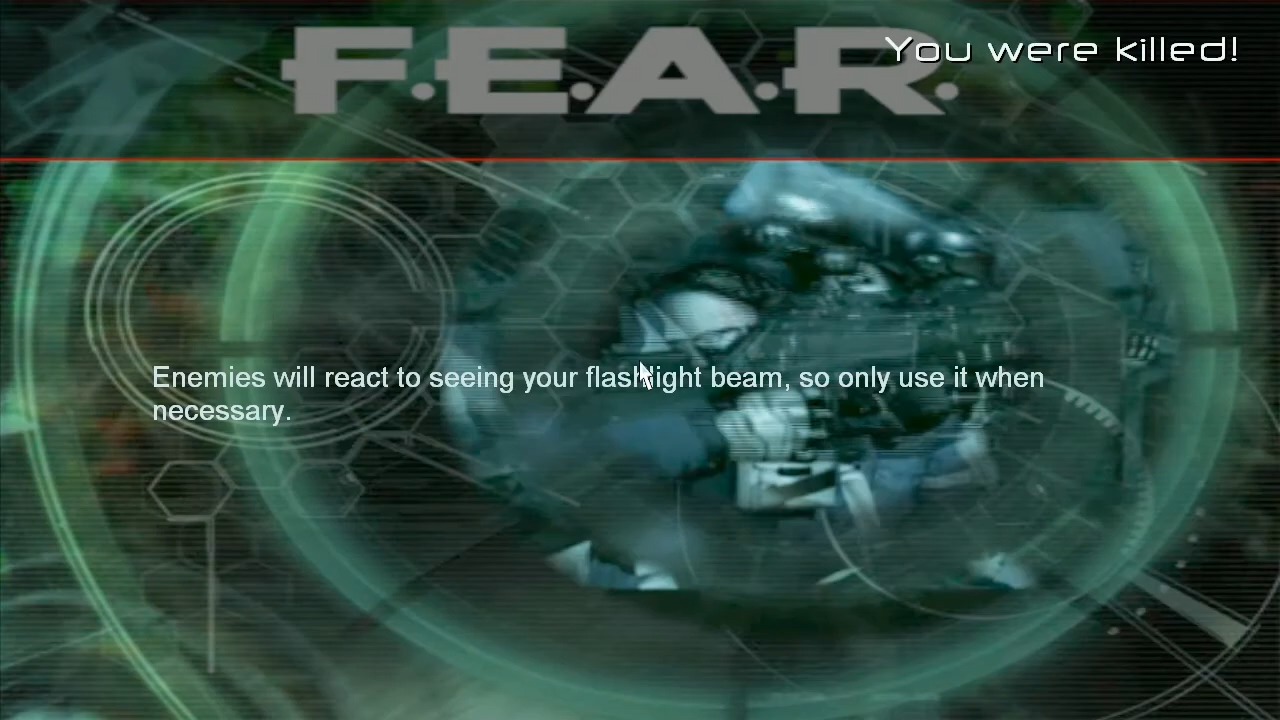 F.E.A.R.
You were killed!
Enemies will react to seeing your flashlight beam, so only use it when
necessary.